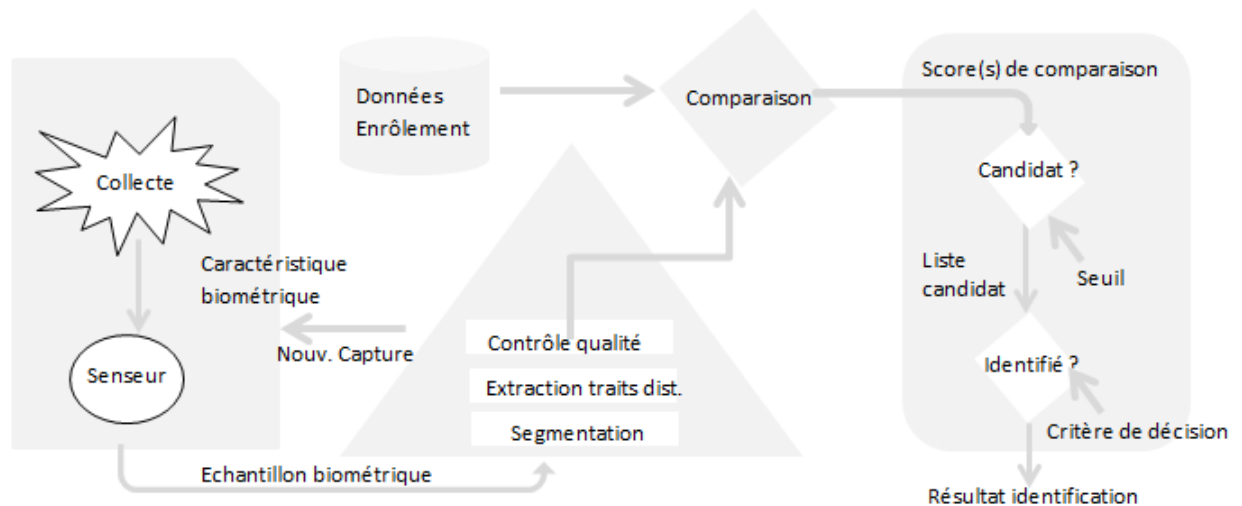 Collecte
Caractéristique
biométrique
Senseur
Nouv. Capture
Echantillon biométrique
Données
Enrôlement
Contrôle qualité
Extraction traits dist.
Segmentation
Comparaison
Score(s) de comparaison
Candidat ?
Liste
candidat
Seuil
Identifié ?
Critère de décision
Résultat identification